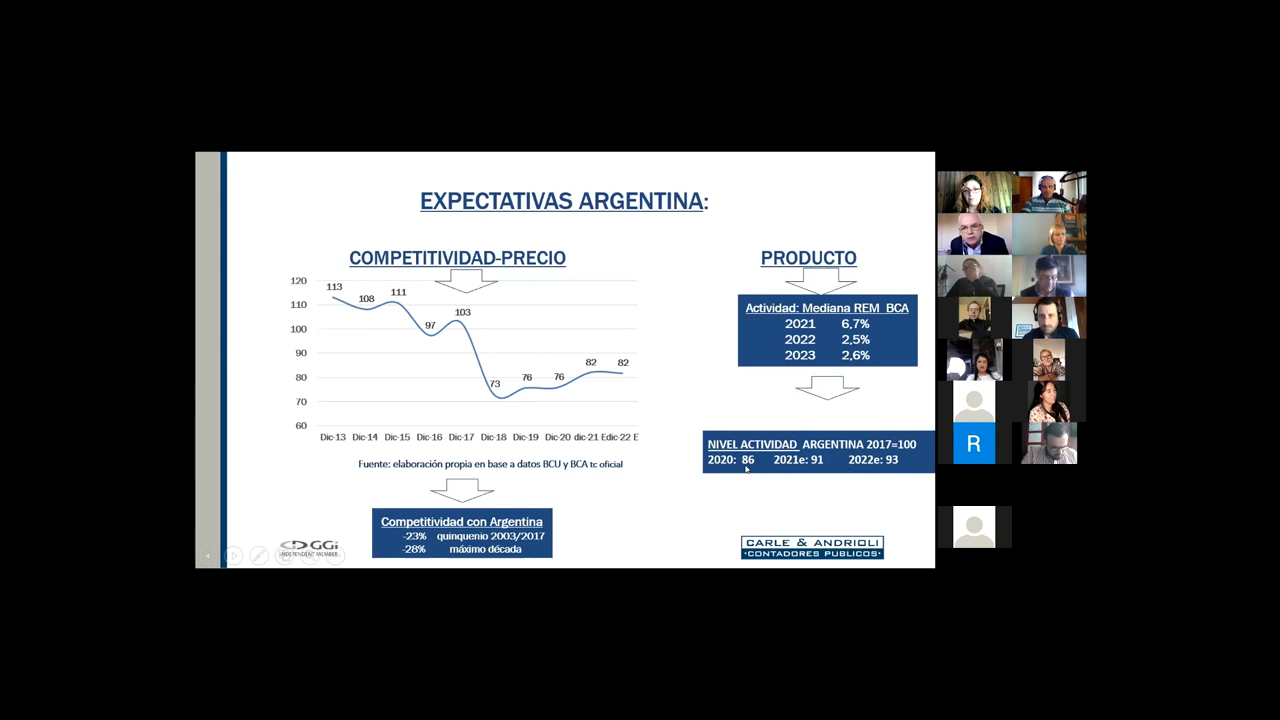 EXPECTATIVAS ARGENTINA:
COMPETITIVIDAD-PRECIO
120
110
100
90
80
70
60
113
108
111
97
103
73
76
76
82
82
Dic-13 Dic-14 Dic-15 Dic-16 Dic-17 Dic-18 Dic-19 Dic-20 dic-21 E dic-22 E
Fuente: elaboración propia en base a datos BCU y BCA tc oficial
Competitividad con Argentina
-23% quinquenio 2003/2017
-28% máximo década
PRODUCTO
Actividad: Mediana REM BCA
2021 6,7%
2022 2,5%
2023 2,6%
NIVEL ACTIVIDAD ARGENTINA 2017=100
2020: 86 2021e: 91 2022e: 93
GGi
INDEPENDENT MEMBER
CARLE & ANDRIOLI
·CONTADORES PUBLICOS·
R